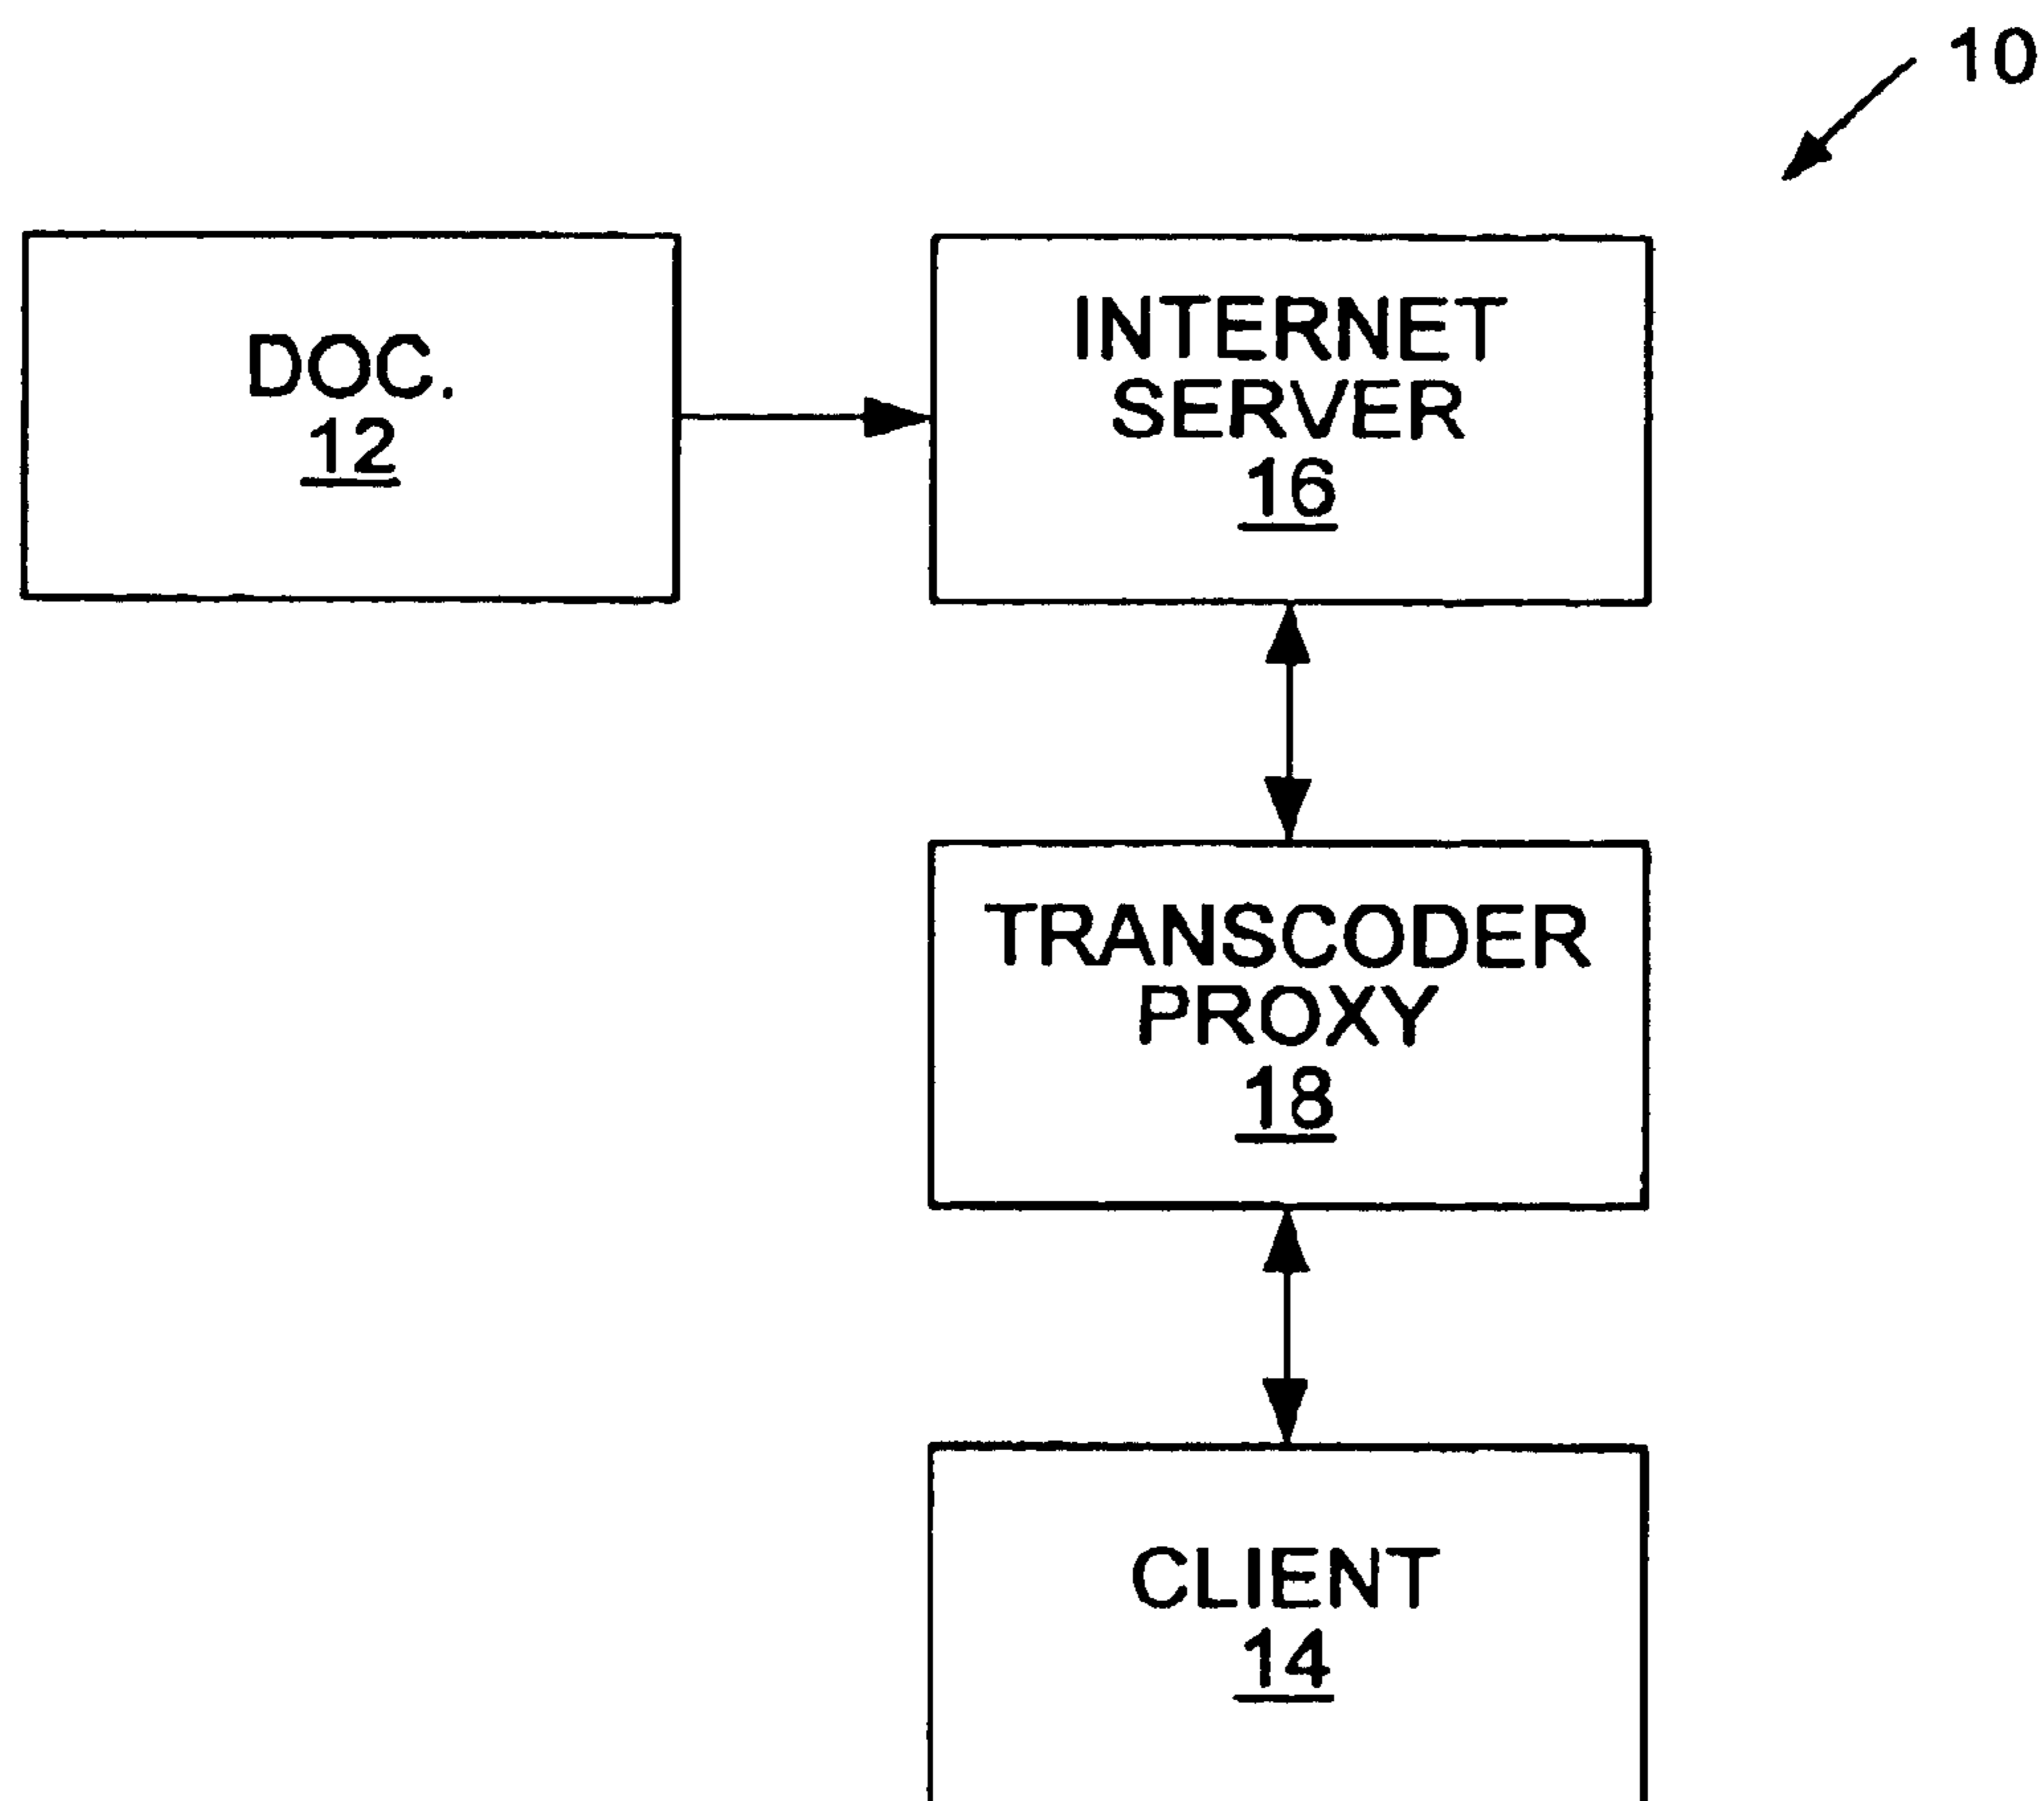 10
DOC.
12
INTERNET
SERVER
16
TRANSCODER
PROXY
18
CLIENT
14